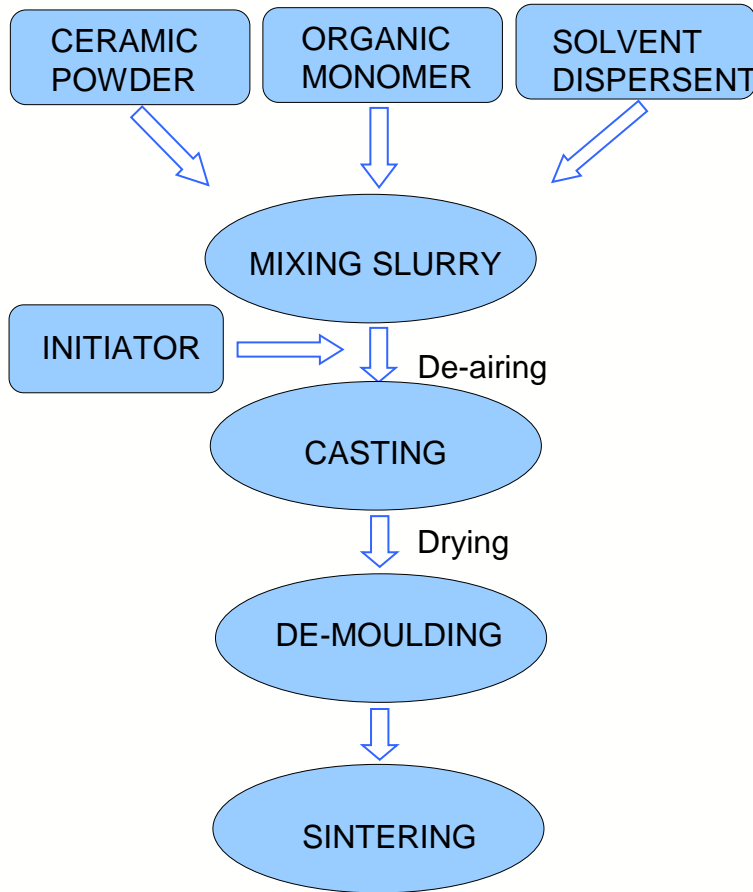 CERAMIC
POWDER
ORGANIC
MONOMER
SOLVENT
DISPERSENT
MIXING SLURRY
INITIATOR
De-airing
CASTING
Drying
DE-MOULDING
SINTERING